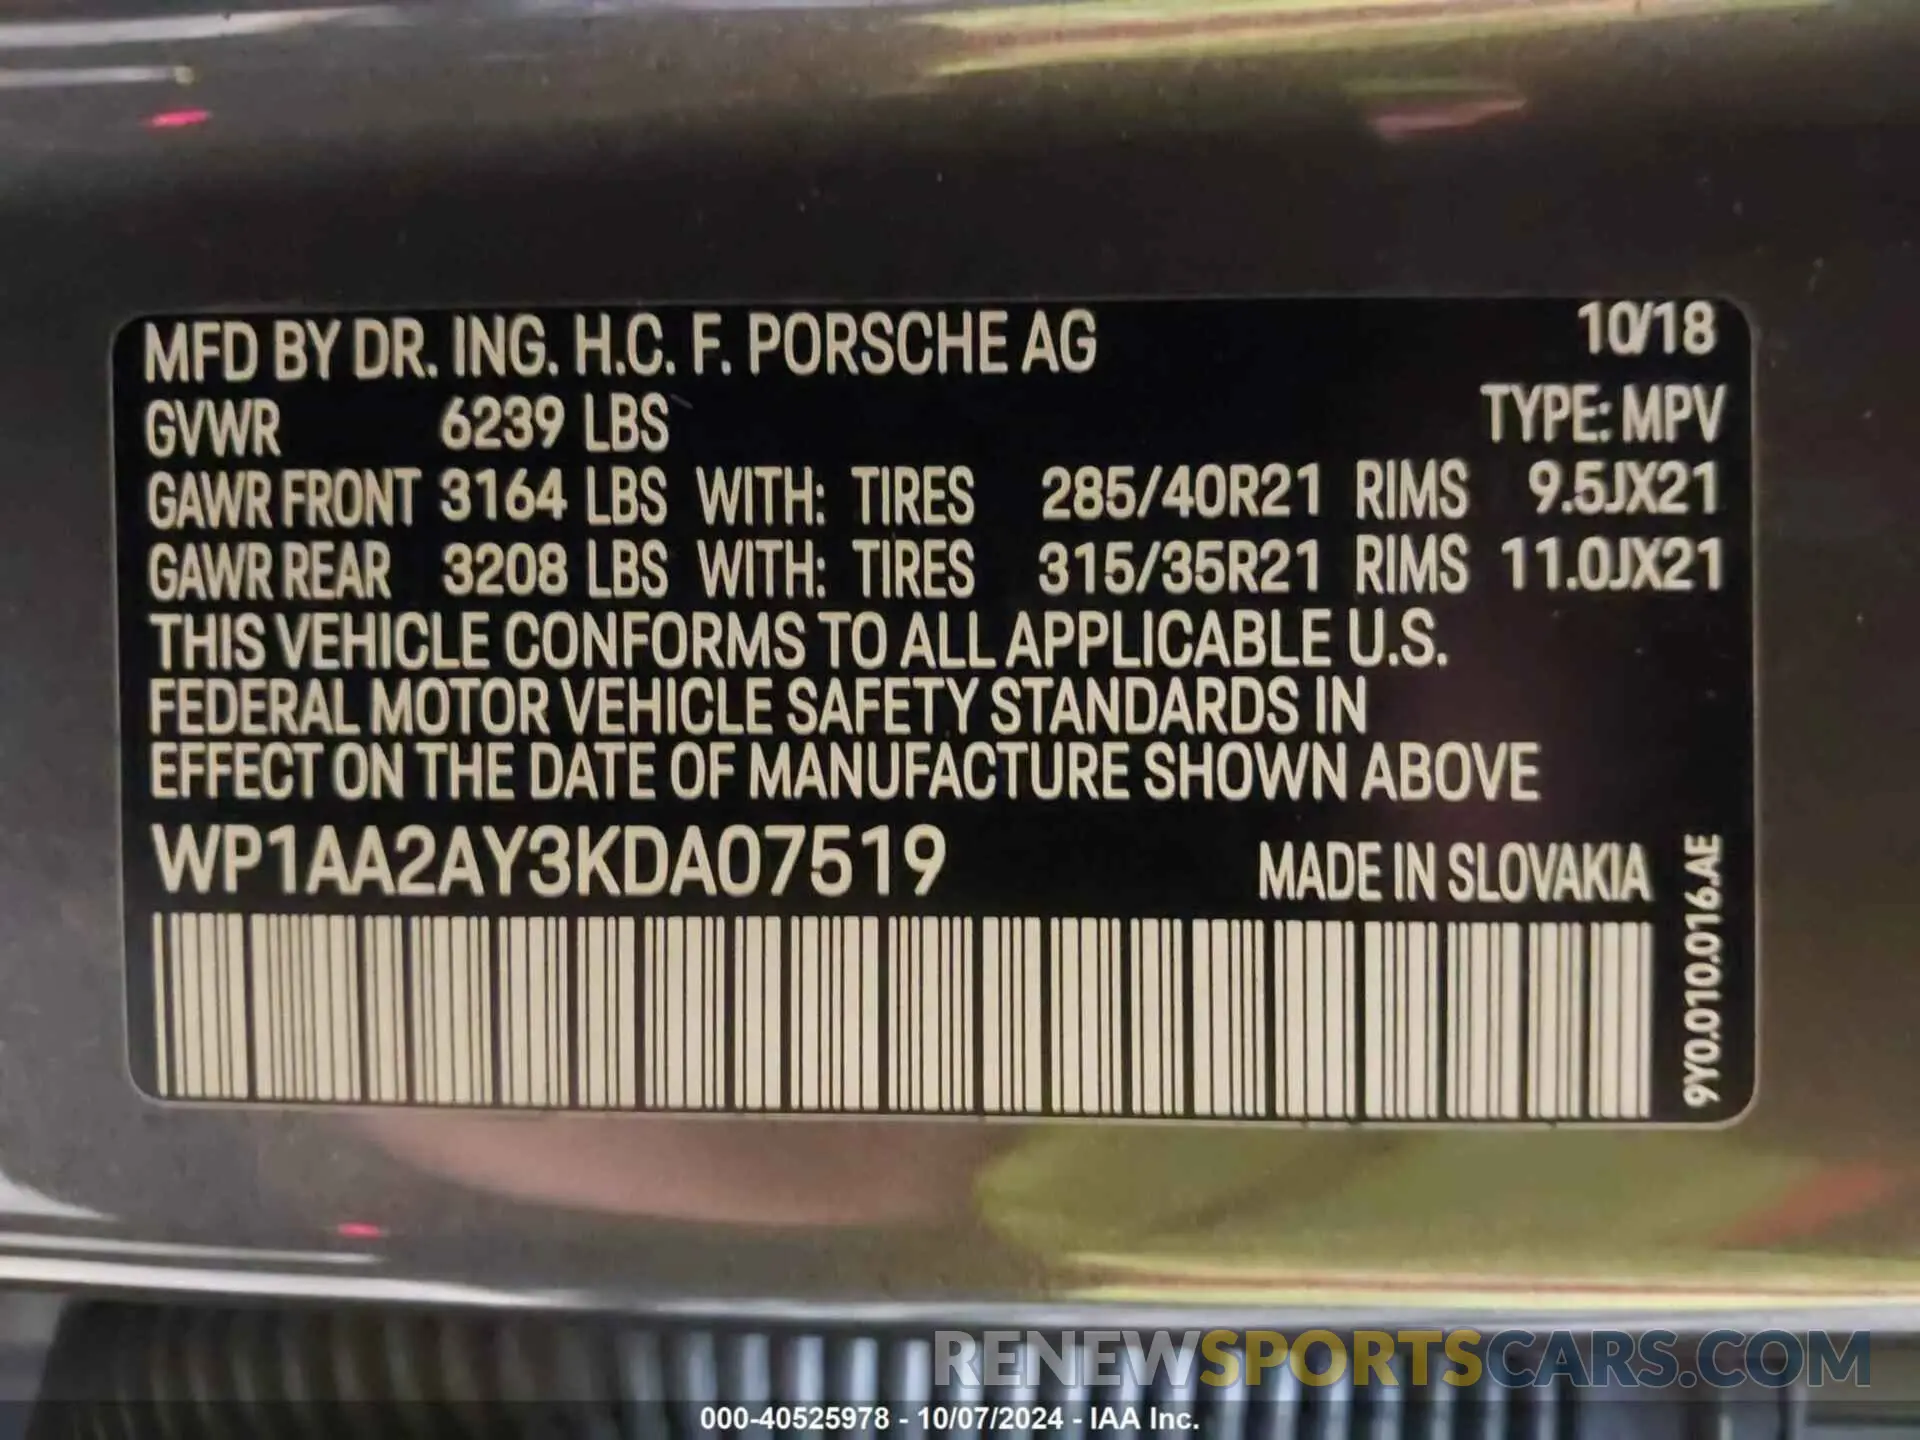 MFD BY DR. ING. H.C. F. PORSCHE AG 10/18
GVWR 6239 LBS TYPE: MPV
GAWR FRONT 3164 LBS WITH: TIRES 285/40R21 RIMS 9.5JX21
GAWR REAR 3208 LBS WITH: TIRES 315/35R21 RIMS 11.0JX21
THIS VEHICLE CONFORMS TO ALL APPLICABLE U.S.
FEDERAL MOTOR VEHICLE SAFETY STANDARDS IN
EFFECT ON THE DATE OF MANUFACTURE SHOWN ABOVE
WP1AA2AY3KDA07519 MADE IN SLOVAKIA
9Y0.010.016.AE
RENEWSPORTSCARS.COM
000-40525978 - 10/07/2024 - IAA Inc.